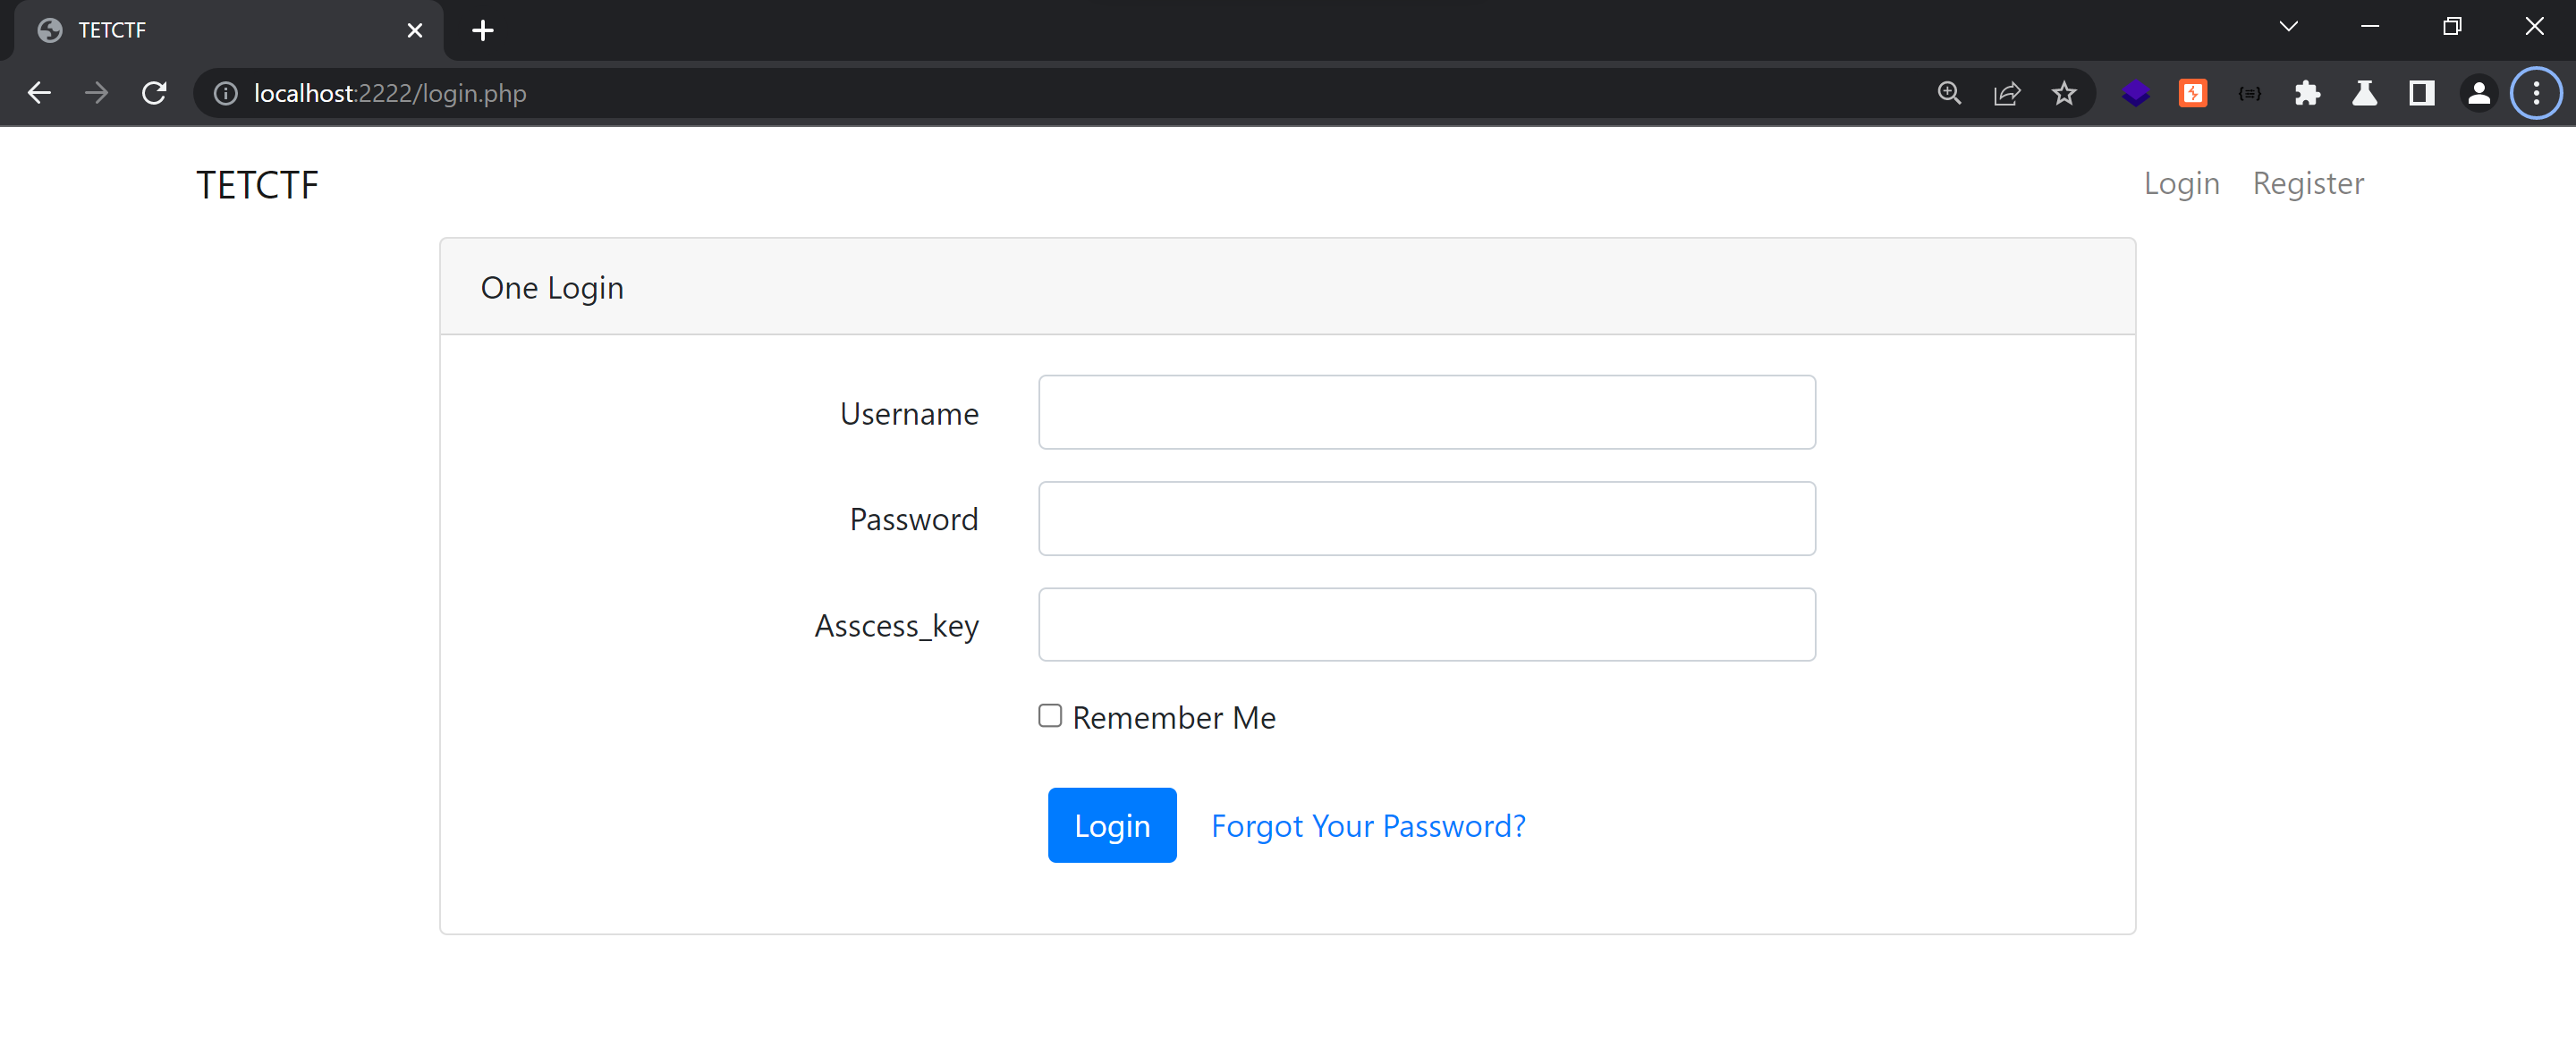 TETCTF
localhost:2222/login.php
TETCTF
Login Register
One Login
Username
Password
Asscess_key
Remember Me
Login Forgot Your Password?